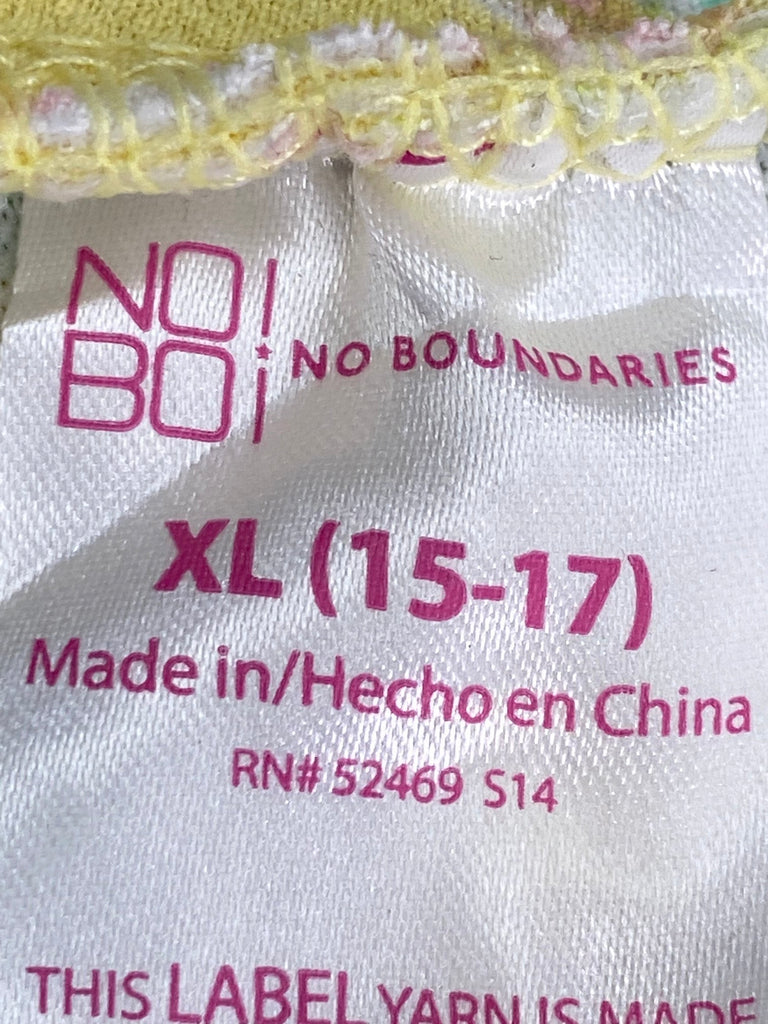 NO!
BO¡
NO BOUNDARIES
XL (15-17)
Made in/Hecho en China
RN# 52469 S14
THIS LABEL YARN IS MADE